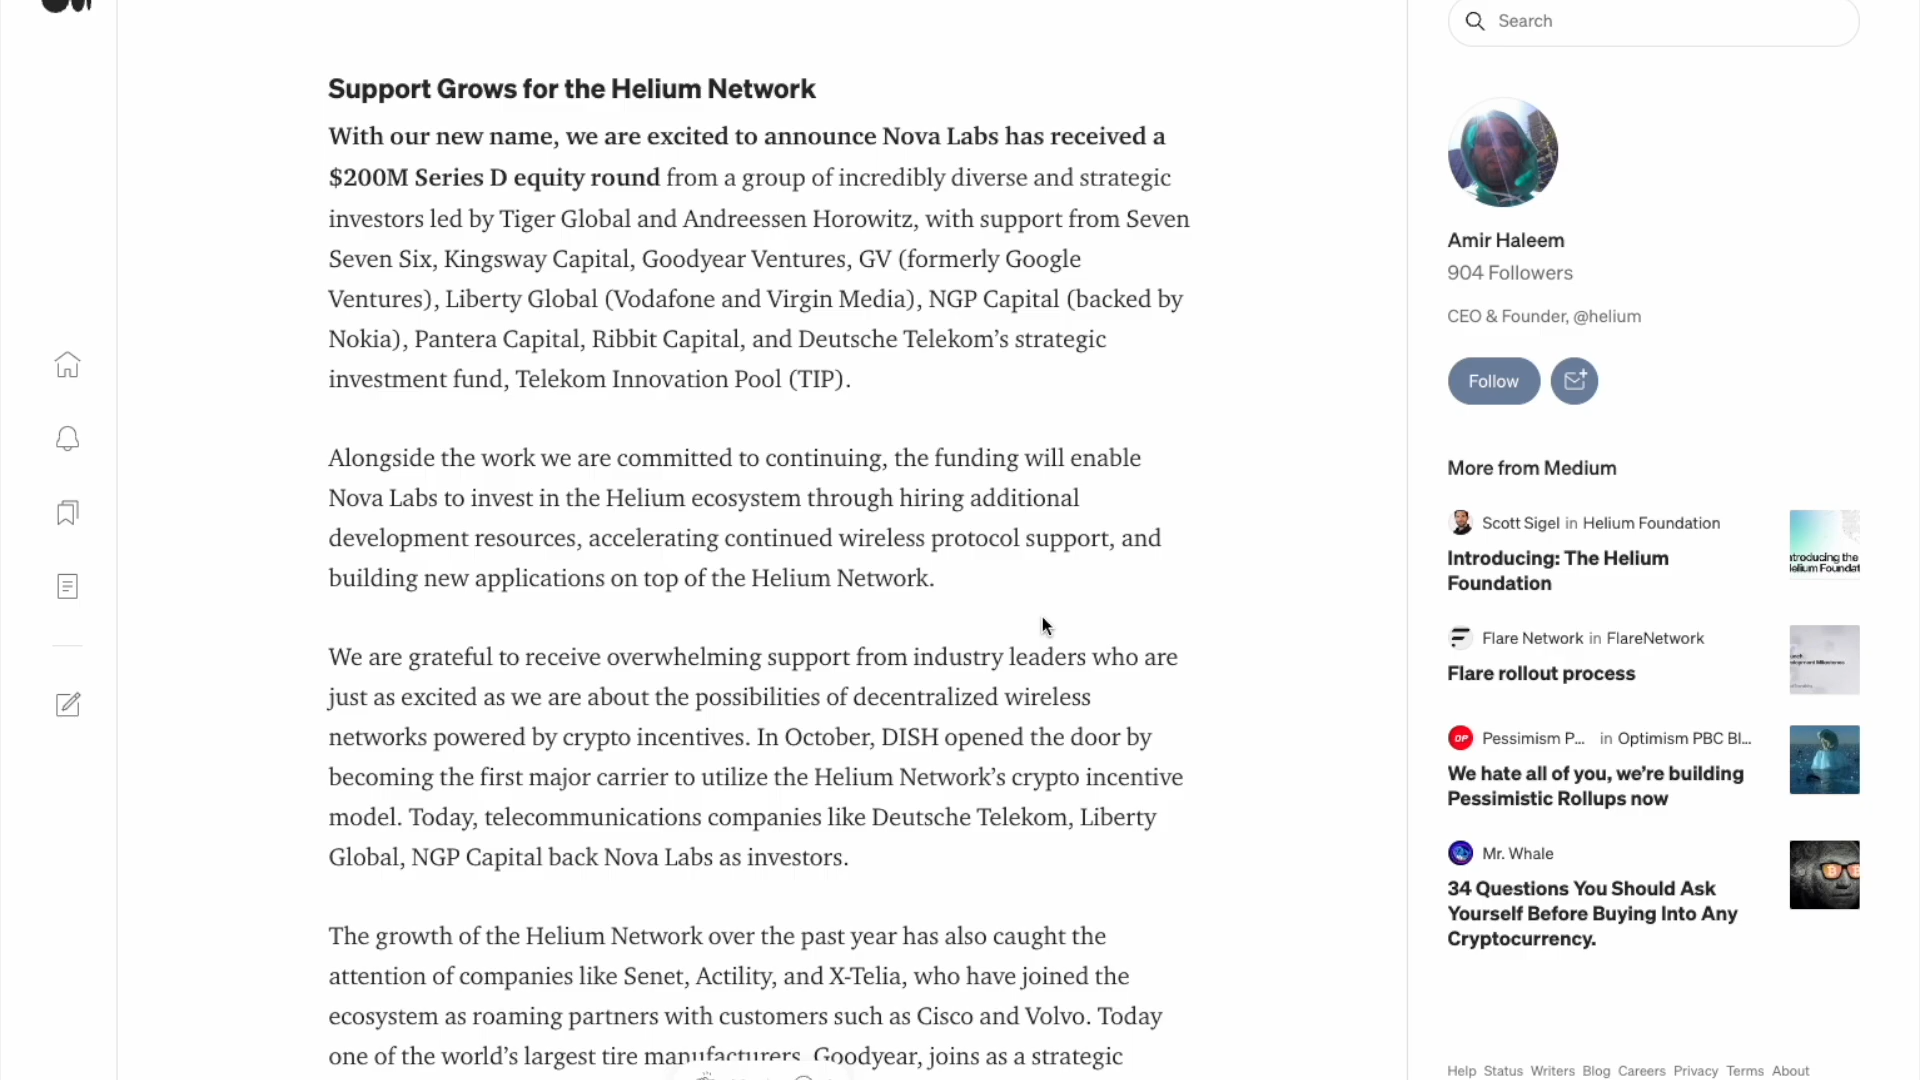 Search
Support Grows for the Helium Network
With our new name, we are excited to announce Nova Labs has received a
$200M Series D equity round from a group of incredibly diverse and strategic
investors led by Tiger Global and Andreessen Horowitz, with support from Seven
Seven Six, Kingsway Capital, Goodyear Ventures, GV (formerly Google
Ventures), Liberty Global (Vodafone and Virgin Media), NGP Capital (backed by
Nokia), Pantera Capital, Ribbit Capital, and Deutsche Telekom’s strategic
investment fund, Telekom Innovation Pool (TIP).
Alongside the work we are committed to continuing, the funding will enable
Nova Labs to invest in the Helium ecosystem through hiring additional
development resources, accelerating continued wireless protocol support, and
building new applications on top of the Helium Network.
We are grateful to receive overwhelming support from industry leaders who are
just as excited as we are about the possibilities of decentralized wireless
networks powered by crypto incentives. In October, DISH opened the door by
becoming the first major carrier to utilize the Helium Network’s crypto incentive
model. Today, telecommunications companies like Deutsche Telekom, Liberty
Global, NGP Capital back Nova Labs as investors.
The growth of the Helium Network over the past year has also caught the
attention of companies like Senet, Actility, and X-Telia, who have joined the
ecosystem as roaming partners with customers such as Cisco and Volvo. Today
one of the world’s largest tire manufacturers, Goodyear, joins as a strategic
Amir Haleem
904 Followers
CEO & Founder, @helium
Follow
More from Medium
Scott Sigel in Helium Foundation
Introducing: The Helium
Foundation
ntroducing the
Helium Foundat
Flare Network in FlareNetwork
Flare rollout process
OP
Pessimism P... in Optimism PBC Bl...
We hate all of you, we’re building
Pessimistic Rollups now
Mr. Whale
34 Questions You Should Ask
Yourself Before Buying Into Any
Cryptocurrency.
Help Status Writers Blog Careers Privacy Terms About